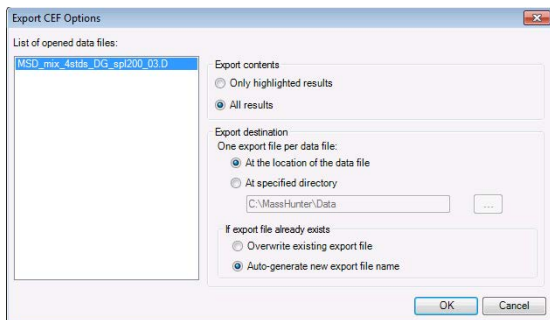 Export CEF Options
List of opened data files:
MSD_mix_4stds_DG_spl200_03.D
Export contents
Only highlighted results
All results
Export destination
One export file per data file:
At the location of the data file
At specified directory
C:\MassHunter\Data
...
If export file already exists
Overwrite existing export file
Auto-generate new export file name
OK
Cancel